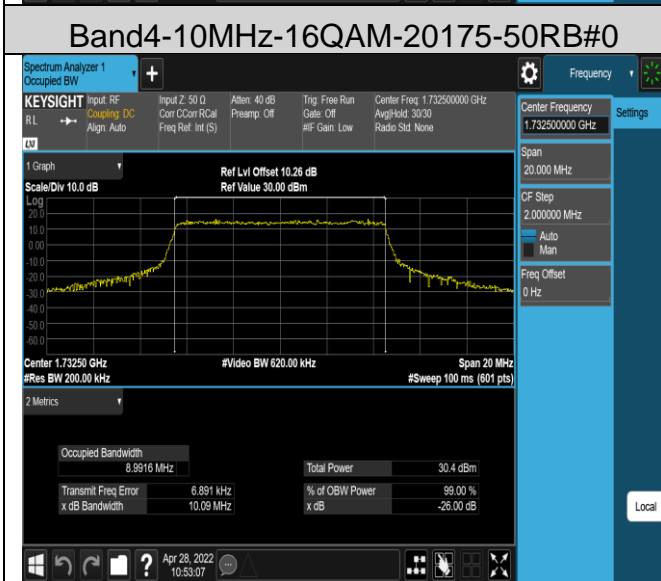 Band4-10MHz-16QAM-20175-50RB#0
Spectrum Analyzer 1
Occupied BW
+
Frequency
KEYSIGHT
RL
Input: RF
Coupling: DC
Align: Auto
Input Z: 50 Ω
Corr CCorr RCal
Freq Ref: Int (S)
Atten: 40 dB
Preamp: Off
Trig: Free Run
Gate: Off
#IF Gain: Low
Center Freq: 1.732500000 GHz
Avg|Hold: 30/30
Radio Std: None
LXI
Center Frequency
1.732500000 GHz
Settings
Span
20.000 MHz
CF Step
2.000000 MHz
Auto
Man
Freq Offset
0 Hz
Local
1 Graph
Scale/Div 10.0 dB
Ref Lvl Offset 10.26 dB
Ref Value 30.00 dBm
Log
20.0
10.0
0.00
-10.0
-20.0
-30.0
-40.0
-50.0
-60.0
Center 1.73250 GHz
#Video BW 620.00 kHz
Span 20 MHz
#Res BW 200.00 kHz
#Sweep 100 ms (601 pts)
2 Metrics
Occupied Bandwidth
8.9916 MHz
Total Power 30.4 dBm
Transmit Freq Error 6.891 kHz
% of OBW Power 99.00 %
x dB Bandwidth 10.09 MHz
x dB -26.00 dB
?
Apr 28, 2022
10:53:07